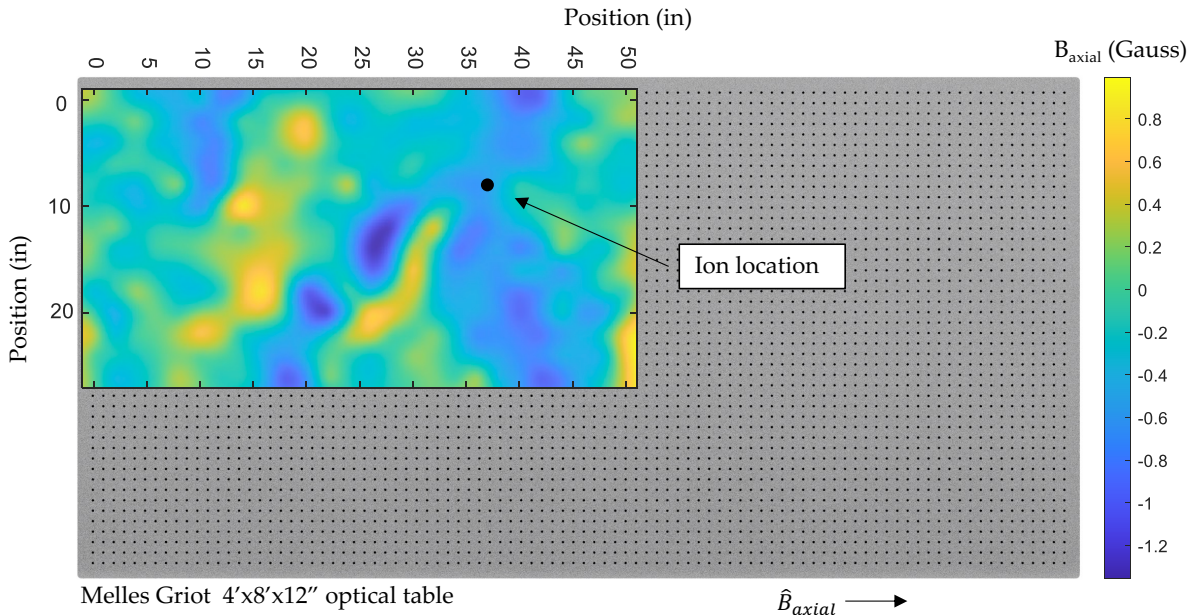 Position (in)
B_axial (Gauss)
0 5 10 15 20 25 30 35 40 45 50
0
10
20
Position (in)
Ion location
0.8
0.6
0.4
0.2
0
-0.2
-0.4
-0.6
-0.8
-1
-1.2
Melles Griot 4'x8'x12" optical table
B̂_axial